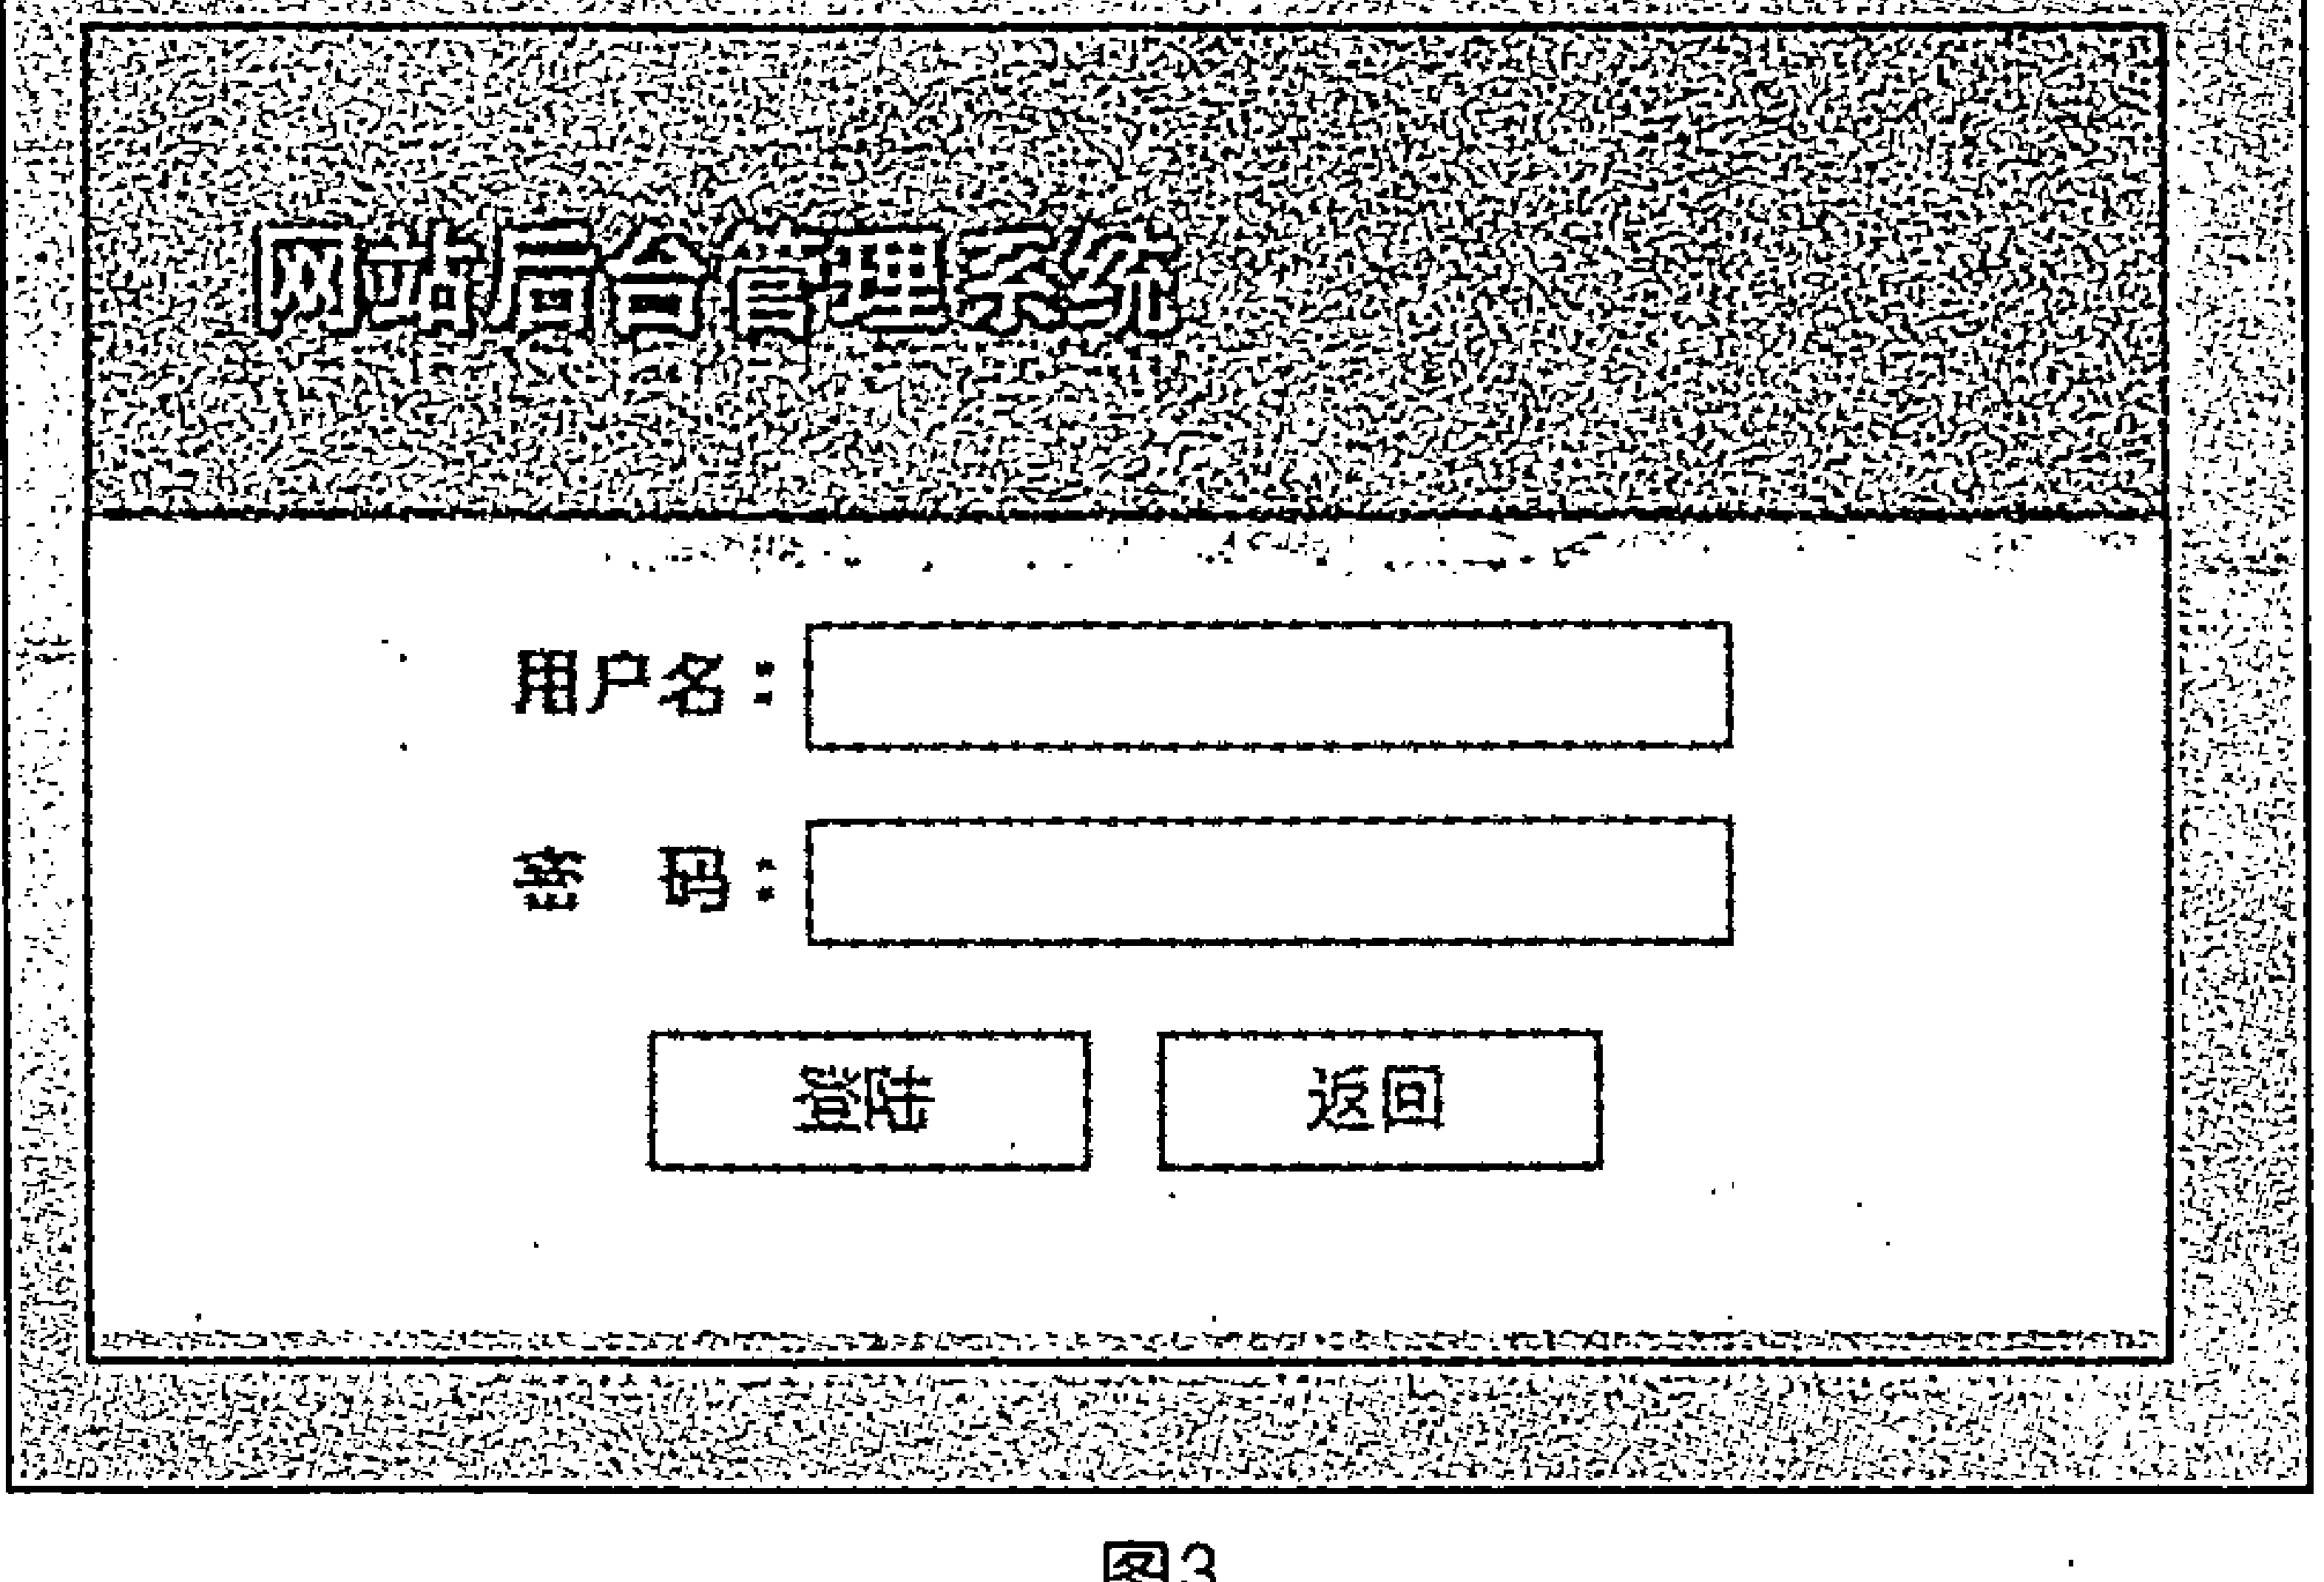 网站后台管理系统
用户名：
密 码：
登陆 返回
图3